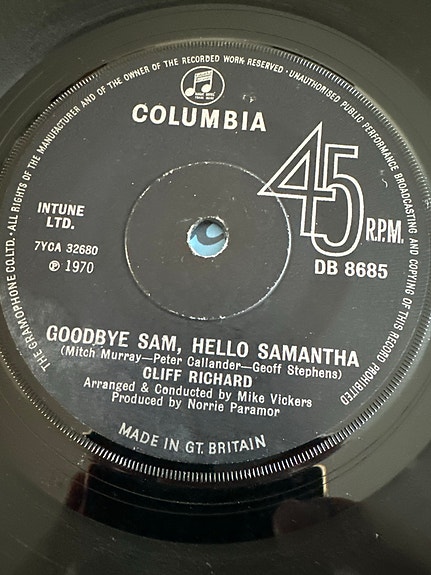 THE GRAMOPHONE CO. LTD. · ALL RIGHTS OF THE MANUFACTURER AND OF THE OWNER OF THE RECORDED WORK RESERVED · UNAUTHORISED PUBLIC PERFORMANCE BROADCASTING AND COPYING OF THIS RECORD PROHIBITED
COLUMBIA
45 R.P.M.
INTUNE
LTD.
7YCA 32680
℗ 1970
DB 8685
GOODBYE SAM, HELLO SAMANTHA
(Mitch Murray—Peter Callander—Geoff Stephens)
CLIFF RICHARD
Arranged & Conducted by Mike Vickers
Produced by Norrie Paramor
MADE IN GT. BRITAIN